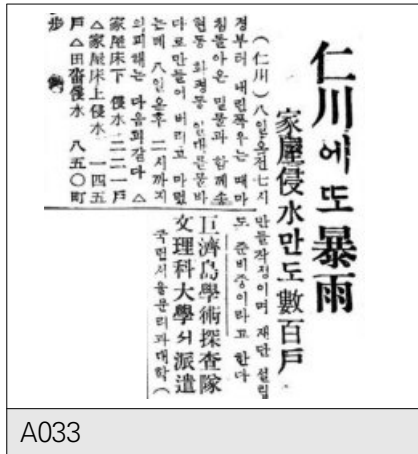 仁川에또暴雨
家屋侵水만도數百戶
(仁川)八일오전七시
경부터 내린폭우는 때마
침돌아온 밀물과 함께송
현동 화평동 일대를물바
다로만들어 버리고 마렀
는데 八일오후 二시까지
의피해는 다음과같다 △
家屋床下 侵水 二二一戶
△家屋床上侵水 一四五
戶△田畓侵水 八五○町
步
만들작정이며 재단 설립
도 준비중이라고 한다
巨濟島學術探査隊
文理科大學서派遣
국립서울문리과대학(
A033